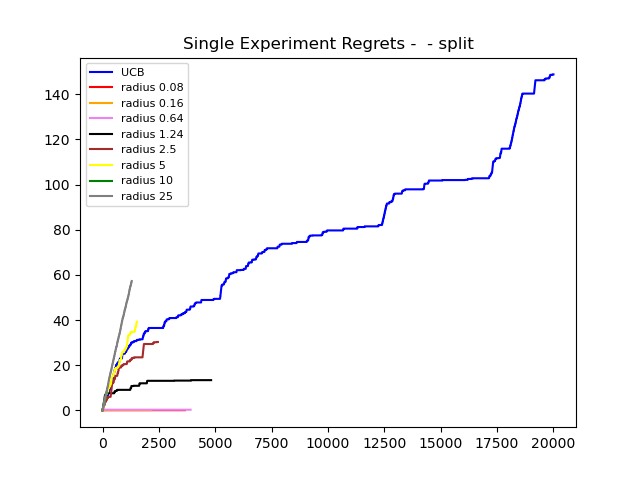 Single Experiment Regrets -  - split
UCB
radius 0.08
radius 0.16
radius 0.64
radius 1.24
radius 2.5
radius 5
radius 10
radius 25
140
120
100
80
60
40
20
0
0 2500 5000 7500 10000 12500 15000 17500 20000